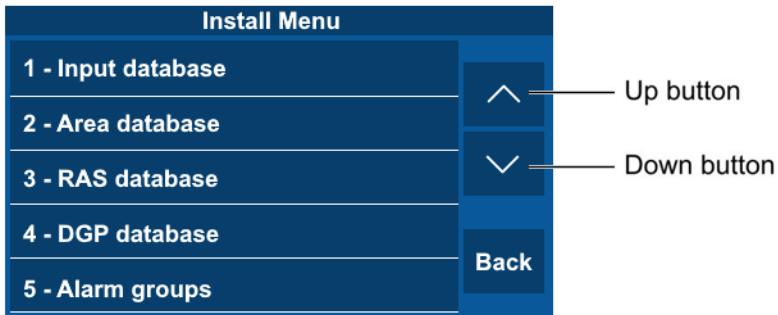 Install Menu
1 - Input database
2 - Area database
3 - RAS database
4 - DGP database
5 - Alarm groups
Back
Up button
Down button